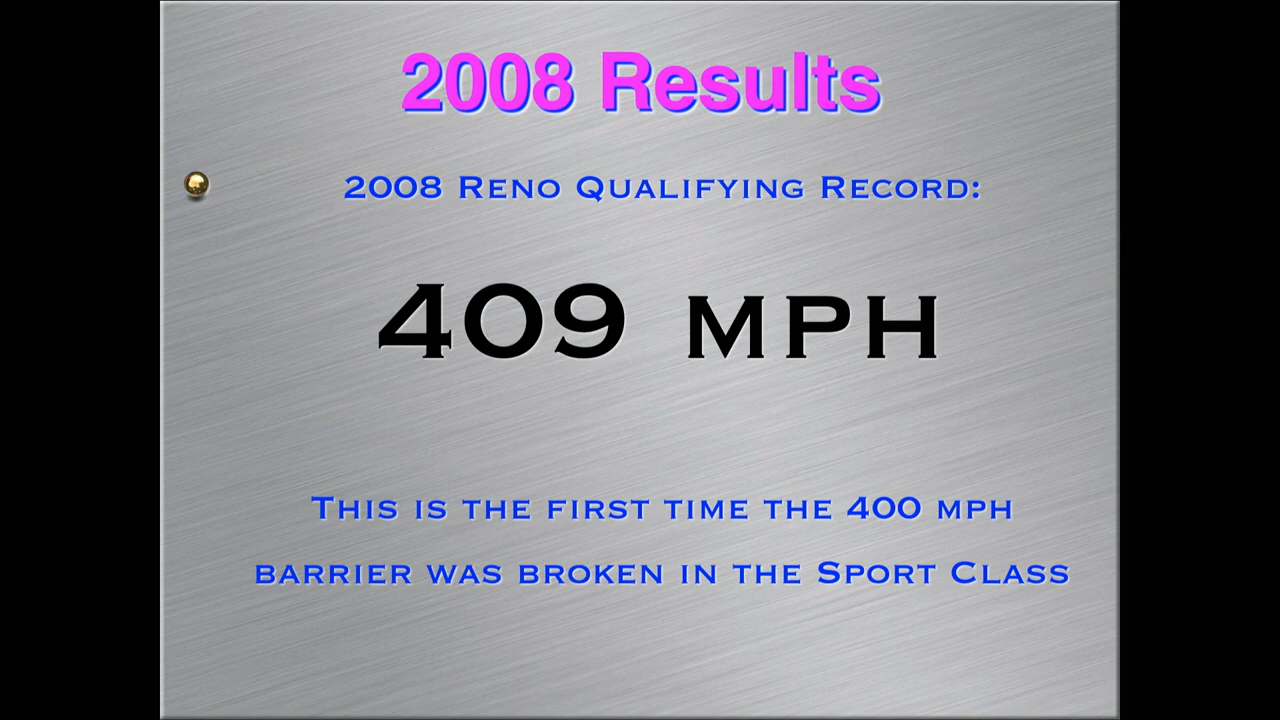 2008 Results
2008 Reno Qualifying Record:
409 mph
This is the first time the 400 mph
barrier was broken in the Sport Class